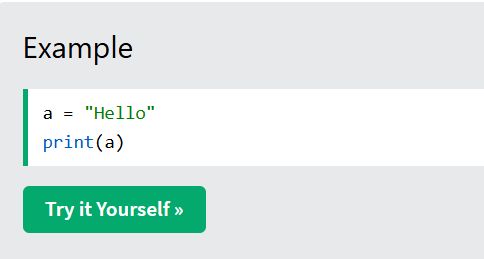 Example
a = "Hello"
print(a)
Try it Yourself »